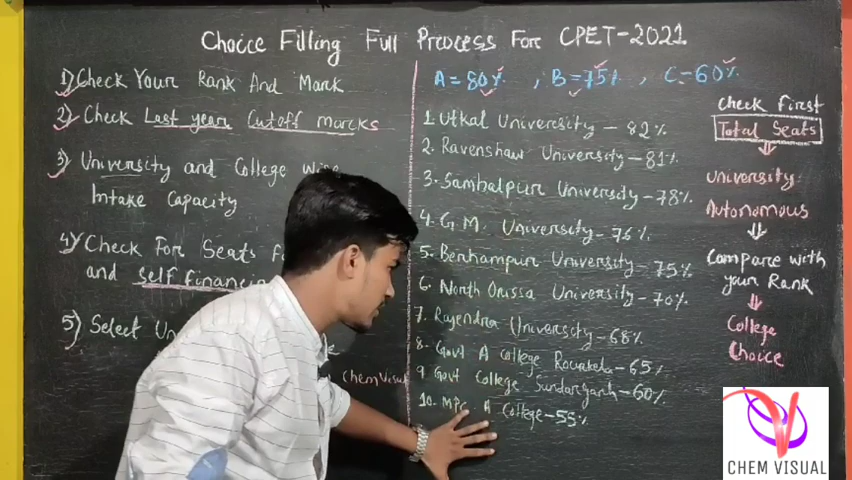 Choice Filling Full Process For CPET-2021
1) Check Your Rank And Mark
2) Check Last year Cutoff marks
3) University and College wise
Intake Capacity
4) Check For Seats
and Self
5) Select
Chem Visual
A = 80% , B = 75% , C = 60%
1. Utkal University - 82%
2. Ravenshaw University - 81%
3. Sambalpur University - 78%
4. G.M. University - 76%
5. Berhampur University - 75%
6. North Orissa University - 70%
7. Rajendra University - 68%
8. Govt A College Rourkela - 65%
9. Govt College Sundargarh - 60%
10. MPC A College - 55%
Check First
Total Seats
University
Autonomous
Compare with
your Rank
College
Choice
CHEM VISUAL